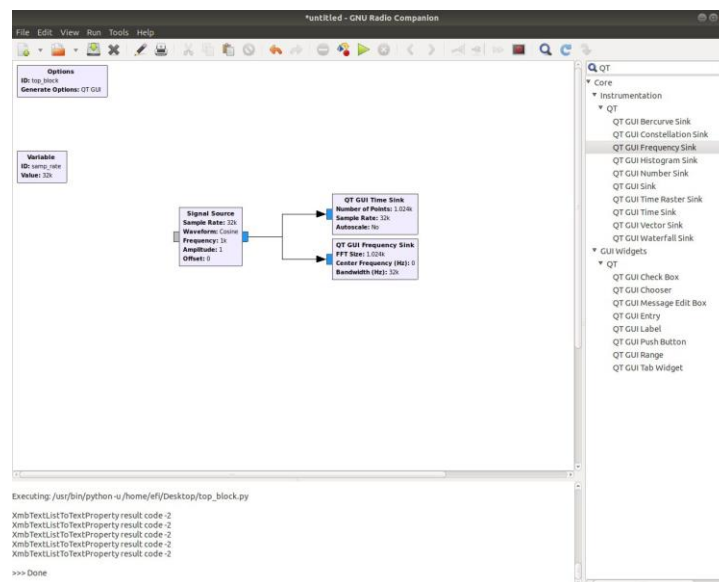 *untitled - GNU Radio Companion
File Edit View Run Tools Help
Options
ID: top_block
Generate Options: QT GUI
Variable
ID: samp_rate
Value: 32k
Signal Source
Sample Rate: 32k
Waveform: Cosine
Frequency: 1k
Amplitude: 1
Offset: 0
QT GUI Time Sink
Number of Points: 1.024k
Sample Rate: 32k
Autoscale: No
QT GUI Frequency Sink
FFT Size: 1.024k
Center Frequency (Hz): 0
Bandwidth (Hz): 32k
QT
Core
Instrumentation
QT
QT GUI Bercurve Sink
QT GUI Constellation Sink
QT GUI Frequency Sink
QT GUI Histogram Sink
QT GUI Number Sink
QT GUI Sink
QT GUI Time Raster Sink
QT GUI Time Sink
QT GUI Vector Sink
QT GUI Waterfall Sink
GUI Widgets
QT
QT GUI Check Box
QT GUI Chooser
QT GUI Message Edit Box
QT GUI Entry
QT GUI Label
QT GUI Push Button
QT GUI Range
QT GUI Tab Widget
Executing: /usr/bin/python -u /home/efi/Desktop/top_block.py
XmbTextListToTextProperty result code -2
XmbTextListToTextProperty result code -2
XmbTextListToTextProperty result code -2
XmbTextListToTextProperty result code -2
XmbTextListToTextProperty result code -2
>>> Done